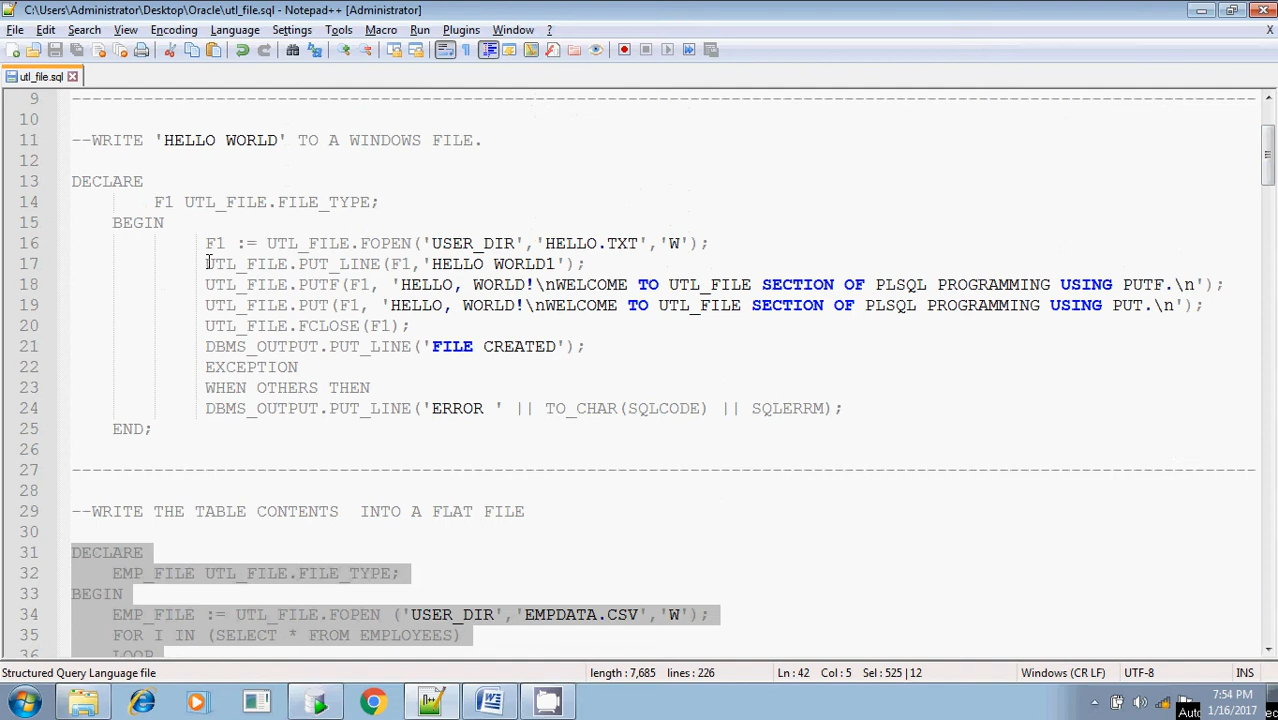 C:\Users\Administrator\Desktop\Oracle\utl_file.sql - Notepad++ [Administrator]
File Edit Search View Encoding Language Settings Tools Macro Run Plugins Window ? X
utl_file.sql
9 ------------------------------------------------------------------------------------------------------------------
10
11 --WRITE 'HELLO WORLD' TO A WINDOWS FILE.
12
13 DECLARE
14 F1 UTL_FILE.FILE_TYPE;
15 BEGIN
16 F1 := UTL_FILE.FOPEN('USER_DIR','HELLO.TXT','W');
17 UTL_FILE.PUT_LINE(F1,'HELLO WORLD1');
18 UTL_FILE.PUTF(F1, 'HELLO, WORLD!\nWELCOME TO UTL_FILE SECTION OF PLSQL PROGRAMMING USING PUTF.\n');
19 UTL_FILE.PUT(F1, 'HELLO, WORLD!\nWELCOME TO UTL_FILE SECTION OF PLSQL PROGRAMMING USING PUT.\n');
20 UTL_FILE.FCLOSE(F1);
21 DBMS_OUTPUT.PUT_LINE('FILE CREATED');
22 EXCEPTION
23 WHEN OTHERS THEN
24 DBMS_OUTPUT.PUT_LINE('ERROR ' || TO_CHAR(SQLCODE) || SQLERRM);
25 END;
26
27 ------------------------------------------------------------------------------------------------------------------
28
29 --WRITE THE TABLE CONTENTS  INTO A FLAT FILE
30
31 DECLARE
32 EMP_FILE UTL_FILE.FILE_TYPE;
33 BEGIN
34 EMP_FILE := UTL_FILE.FOPEN ('USER_DIR','EMPDATA.CSV','W');
35 FOR I IN (SELECT * FROM EMPLOYEES)
36 LOOP
Structured Query Language file length : 7,685 lines : 226 Ln : 42 Col : 5 Sel : 525 | 12 Windows (CR LF) UTF-8 INS
7:54 PM
1/16/2017